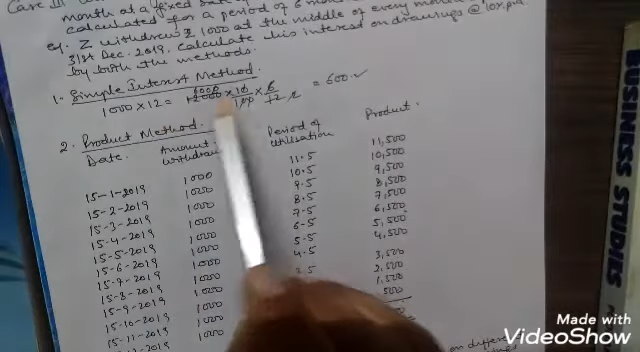 Case III
month at a fixed
calculated for a period of 6
eg. Z withdrew ₹ 1000 at the middle of every month
31st Dec. 2019. Calculate his interest on drawings @ 10% p.a.
by both the methods.
1. Simple Interest Method
1000 × 12 = 12000 × 10/100 × 6/12 = 600 ✓
6000 2
2. Product Method.
Date. Amount withdrawn Period of utilisation Product.
15-1-2019 1000 11.5 11,500
15-2-2019 1000 10.5 10,500
15-3-2019 1000 9.5 9,500
15-4-2019 1000 8.5 8,500
15-5-2019 1000 7.5 7,500
15-6-2019 1000 6.5 6,500
15-7-2019 1000 5.5 5,500
15-8-2019 1000 4.5 4,500
15-9-2019 1000 3,500
15-10-2019 1000 2.5 2,500
15-11-2019 1000 1,500
2019 500
on different
BUSINESS STUDIES
Made with
VideoShow